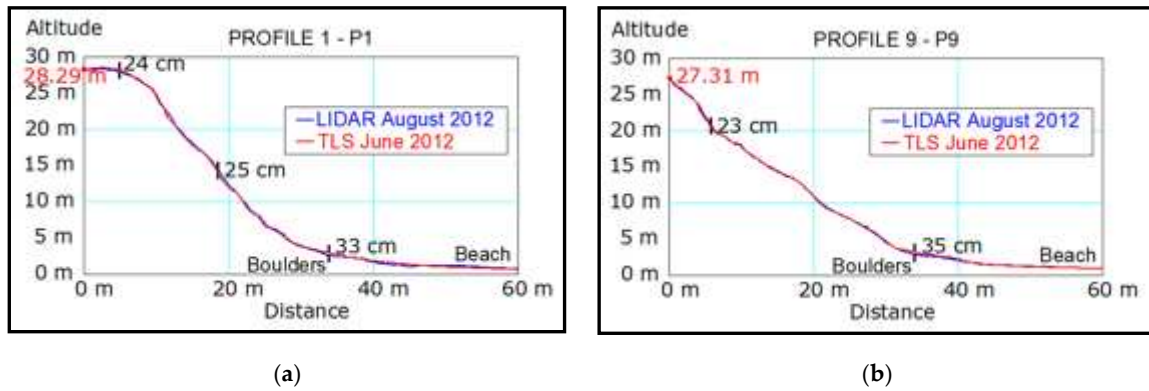 Altitude
PROFILE 1 - P1
30 m
24 cm
28.29 m
25 m
LIDAR August 2012
TLS June 2012
20 m
15 m
25 cm
10 m
5 m
33 cm
Beach
Boulders
0 m
0 m
20 m
40 m
60 m
Distance
(a)
Altitude
PROFILE 9 - P9
30 m
27.31 m
25 m
LIDAR August 2012
23 cm
TLS June 2012
20 m
15 m
10 m
5 m
35 cm
Beach
Boulders
0 m
0 m
20 m
40 m
60 m
Distance
(b)